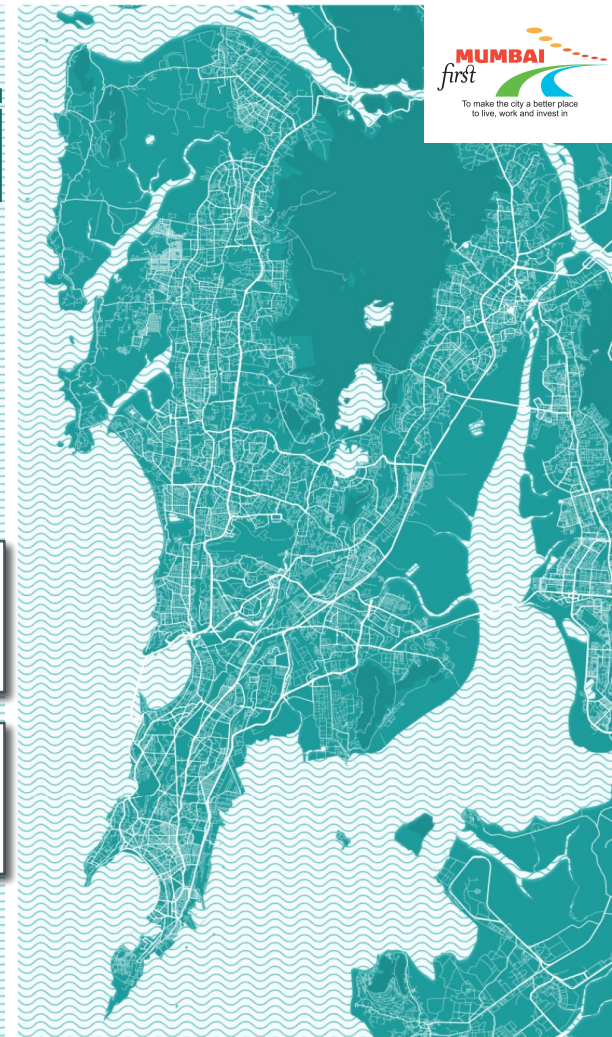 MUMBAI
first
To make the city a better place
to live, work and invest in